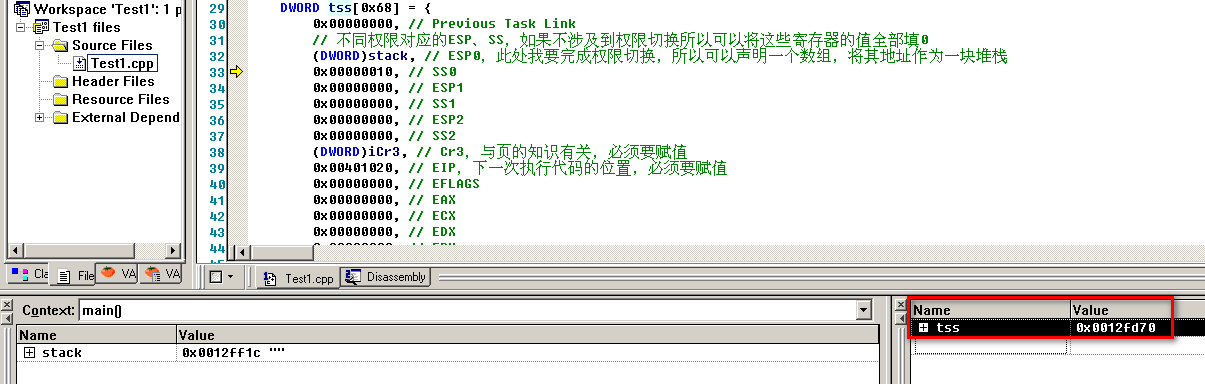 Workspace 'Test1': 1 p
Test1 files
Source Files
Test1.cpp
Header Files
Resource Files
External Depend
Cla
File
VA
VA
29 DWORD tss[0x68] = {
30 0x00000000, // Previous Task Link
31 // 不同权限对应的ESP、SS，如果不涉及到权限切换所以可以将这些寄存器的值全部填0
32 (DWORD)stack, // ESP0，此处我要完成权限切换，所以可以声明一个数组，将其地址作为一块堆栈
33 0x00000010, // SS0
34 0x00000000, // ESP1
35 0x00000000, // SS1
36 0x00000000, // ESP2
37 0x00000000, // SS2
38 (DWORD)iCr3, // Cr3，与页的知识有关，必须要赋值
39 0x00401020, // EIP，下一次执行代码的位置，必须要赋值
40 0x00000000, // EFLAGS
41 0x00000000, // EAX
42 0x00000000, // ECX
43 0x00000000, // EDX
44
Test1.cpp
Disassembly
Context: main()
Name Value
stack 0x0012ff1c ""
Name Value
tss 0x0012fd70